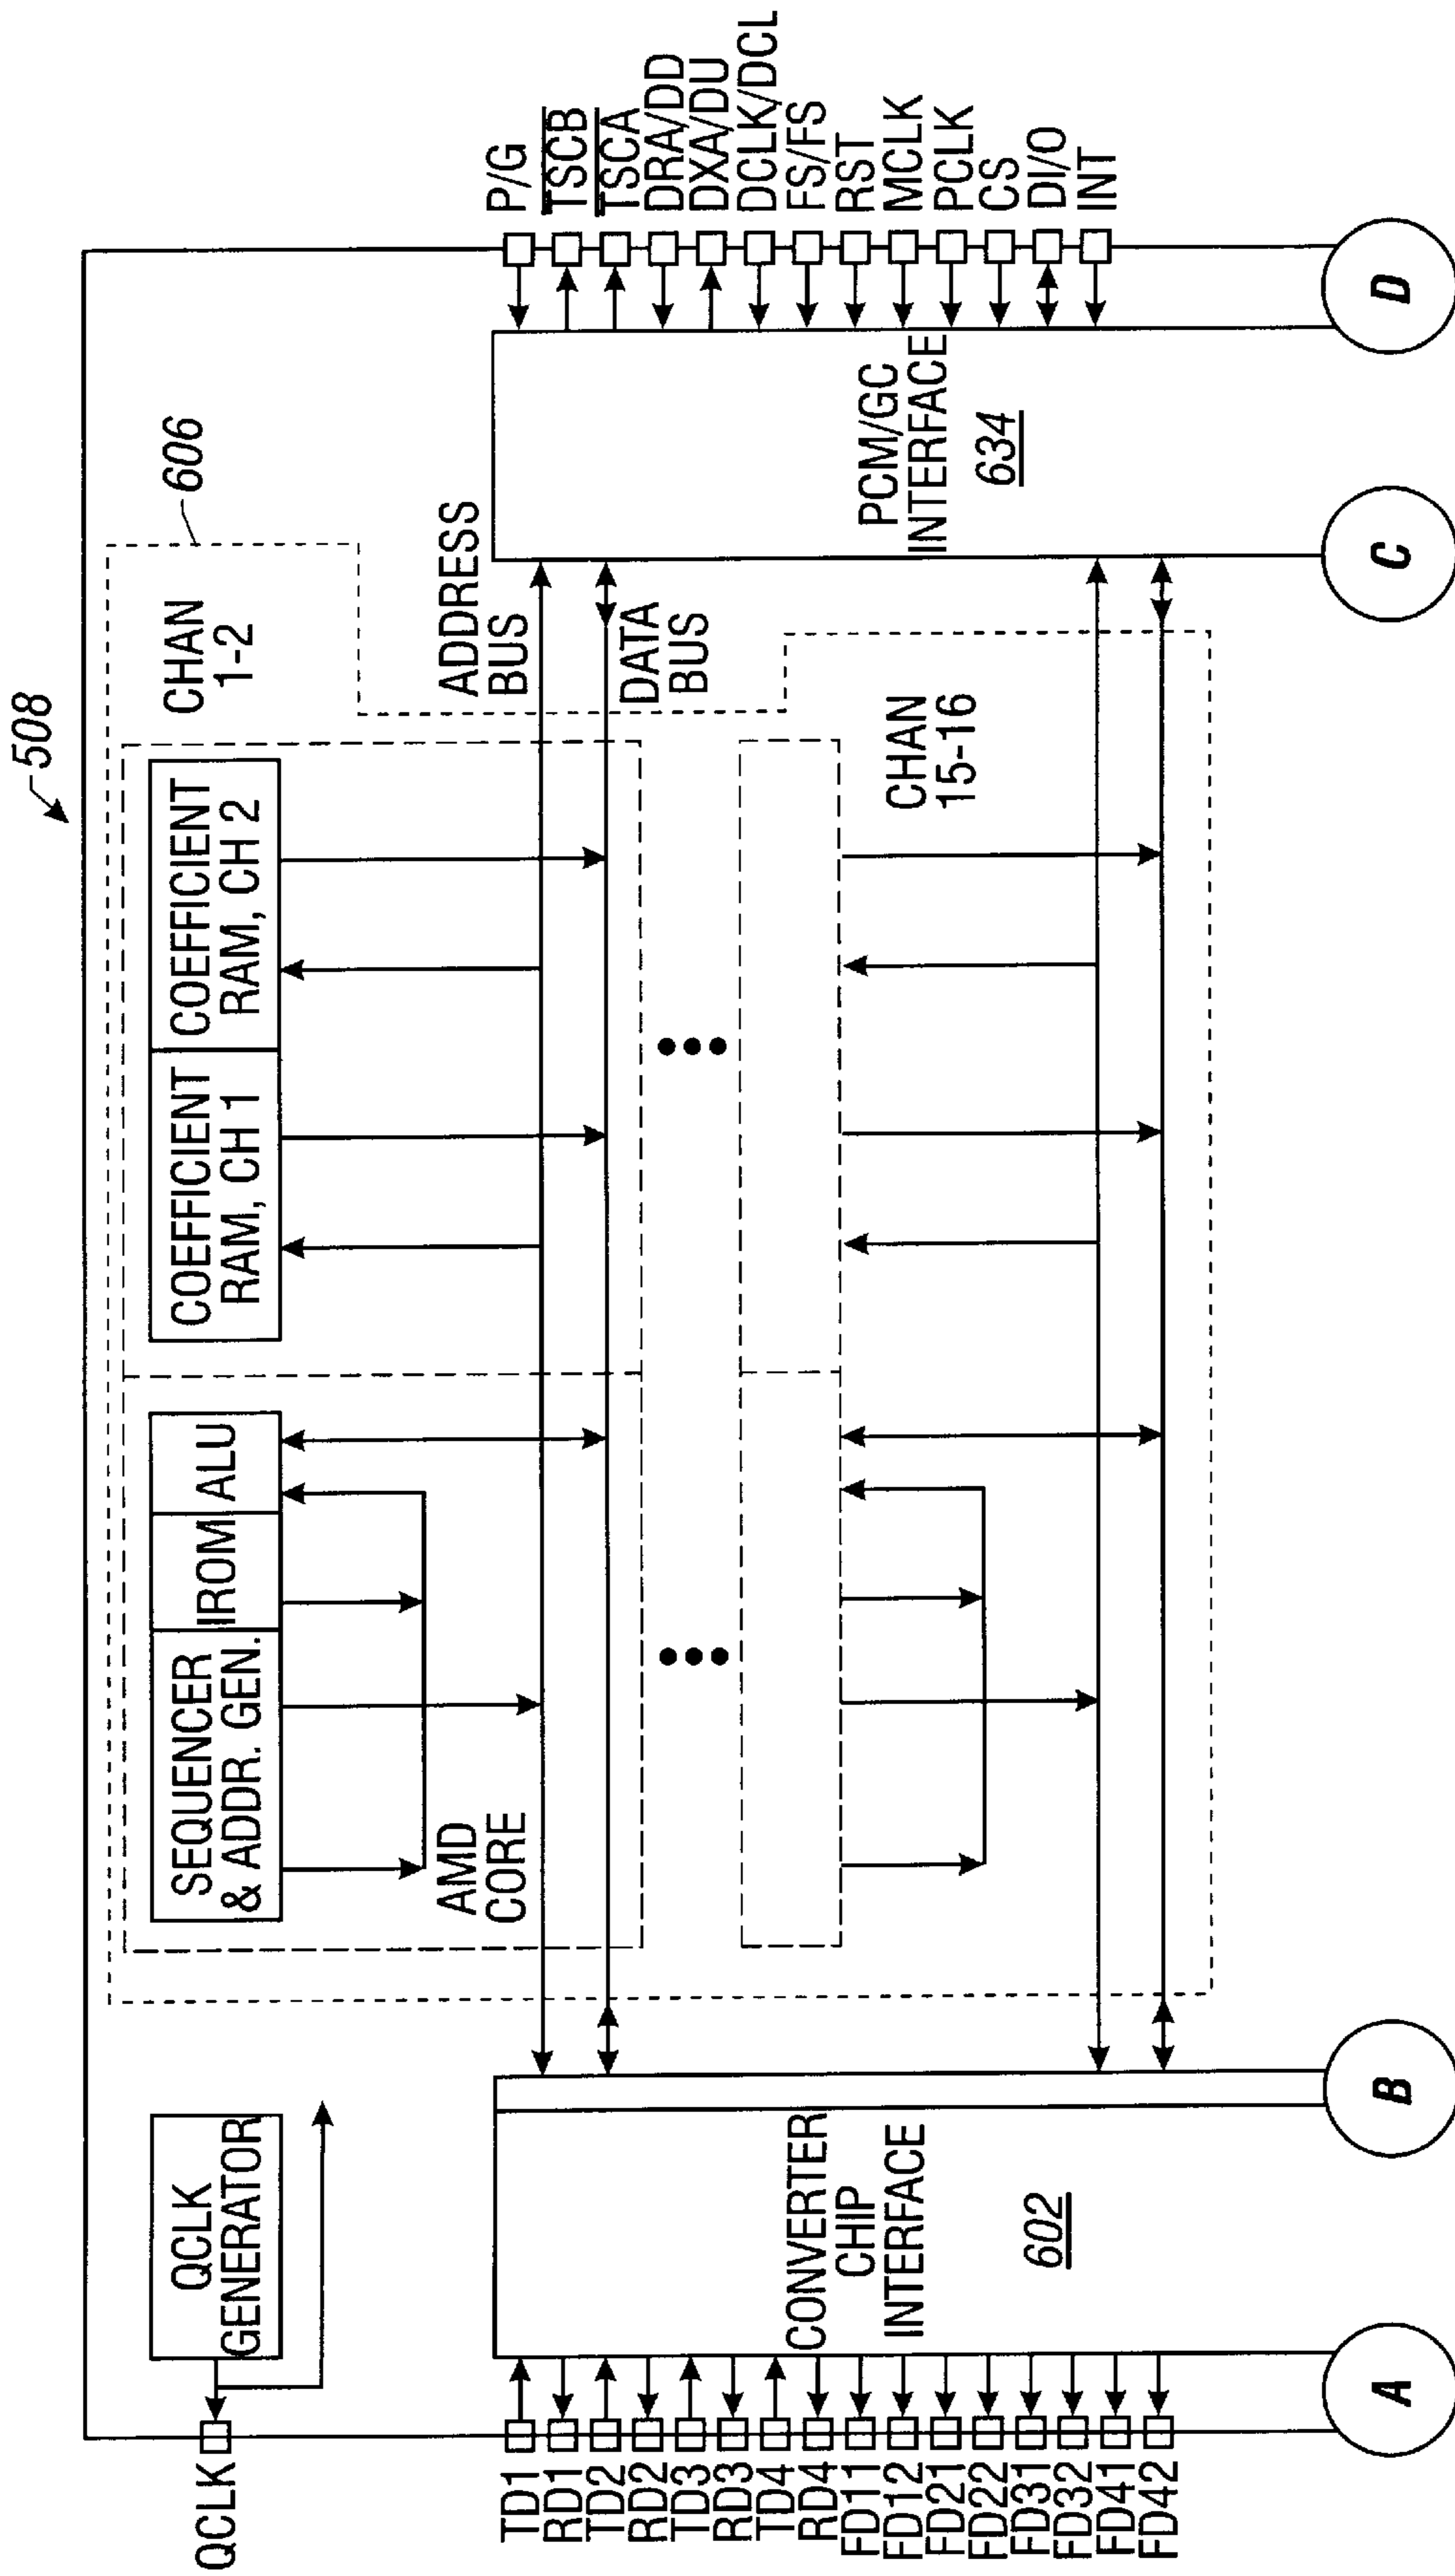 508
606
QCLK
QCLK
GENERATOR
SEQUENCER
& ADDR. GEN.
IROM
ALU
COEFFICIENT
RAM, CH 1
COEFFICIENT
RAM, CH 2
CHAN
1-2
AMD
CORE
ADDRESS
BUS
DATA
BUS
CHAN
15-16
TD1
RD1
TD2
RD2
TD3
RD3
TD4
RD4
FD11
FD12
FD21
FD22
FD31
FD32
FD41
FD42
CONVERTER
CHIP
INTERFACE
602
PCM/GC
INTERFACE
634
P/G
TSCB
TSCA
DRA/DD
DXA/DU
DCLK/DCL
FS/FS
RST
MCLK
PCLK
CS
DI/O
INT
A
B
C
D